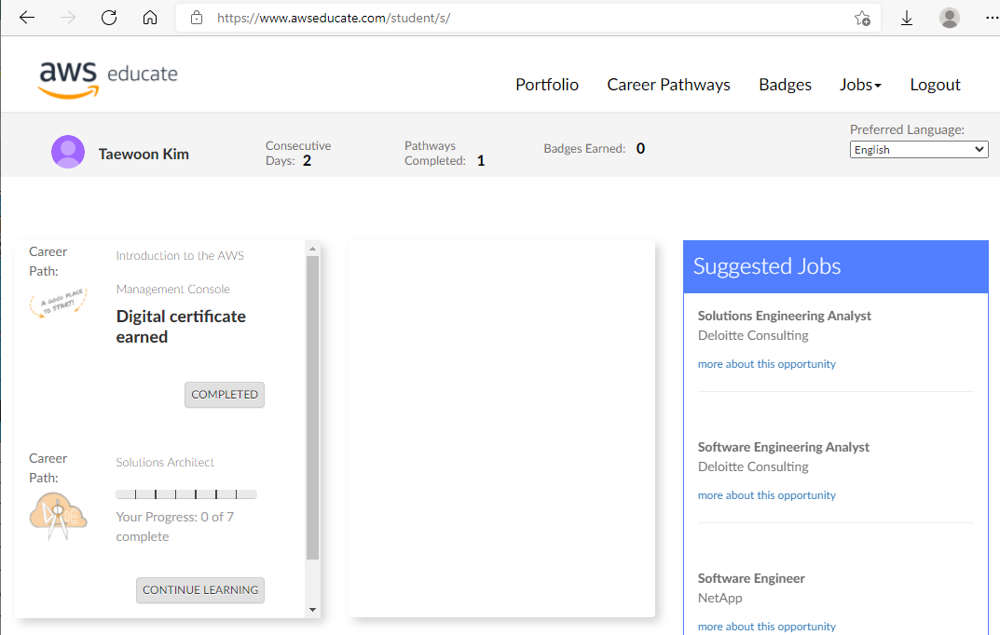 https://www.awseducate.com/student/s/
aws educate
Portfolio Career Pathways Badges Jobs Logout
Taewoon Kim
Consecutive
Days: 2
Pathways
Completed: 1
Badges Earned: 0
Preferred Language:
English
Career
Path:
A GOOD PLACE
TO START!
Introduction to the AWS
Management Console
Digital certificate
earned
COMPLETED
Career
Path:
Solutions Architect
Your Progress: 0 of 7
complete
CONTINUE LEARNING
Suggested Jobs
Solutions Engineering Analyst
Deloitte Consulting
more about this opportunity
Software Engineering Analyst
Deloitte Consulting
more about this opportunity
Software Engineer
NetApp
more about this opportunity